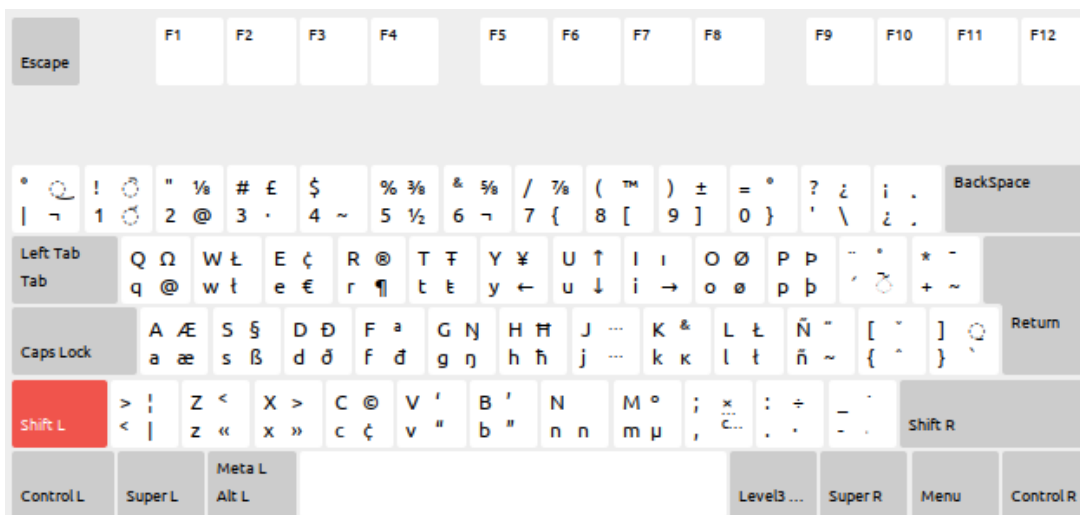 F1 F2 F3 F4 F5 F6 F7 F8 F9 F10 F11 F12
Escape
° ! " ⅛ # £ $ % ⅜ & ⅝ / ⅞ ( ™ ) ± = ° ? ¿ ¡ . BackSpace
| ¬ 1 2 @ 3 · 4 ~ 5 ½ 6 ¬ 7 { 8 [ 9 ] 0 } ' \ ¿ .
Left Tab Q Ω W Ł E ¢ R ® T Ŧ Y ¥ U ↑ I ı O Ø P Þ ¨ ° * ¯
Tab q @ w ł e € r ¶ t ŧ y ← u ↓ i → o ø p þ ´ + ~
A Æ S § D Ð F ª G Ŋ H Ħ J ... K & L Ł Ñ ˝ [ ˇ ] Return
Caps Lock a æ s ß d ð f đ g ŋ h ħ j ... k ĸ l ł ñ ~ { ^ } `
> ¦ Z < X > C © V ‘ B ’ N M º ; × : ÷ _ ˙
Shift L < | z « x » c ¢ v “ b ” n n m µ , c... . · - . Shift R
Meta L
Control L Super L Alt L Level3 ... Super R Menu Control R